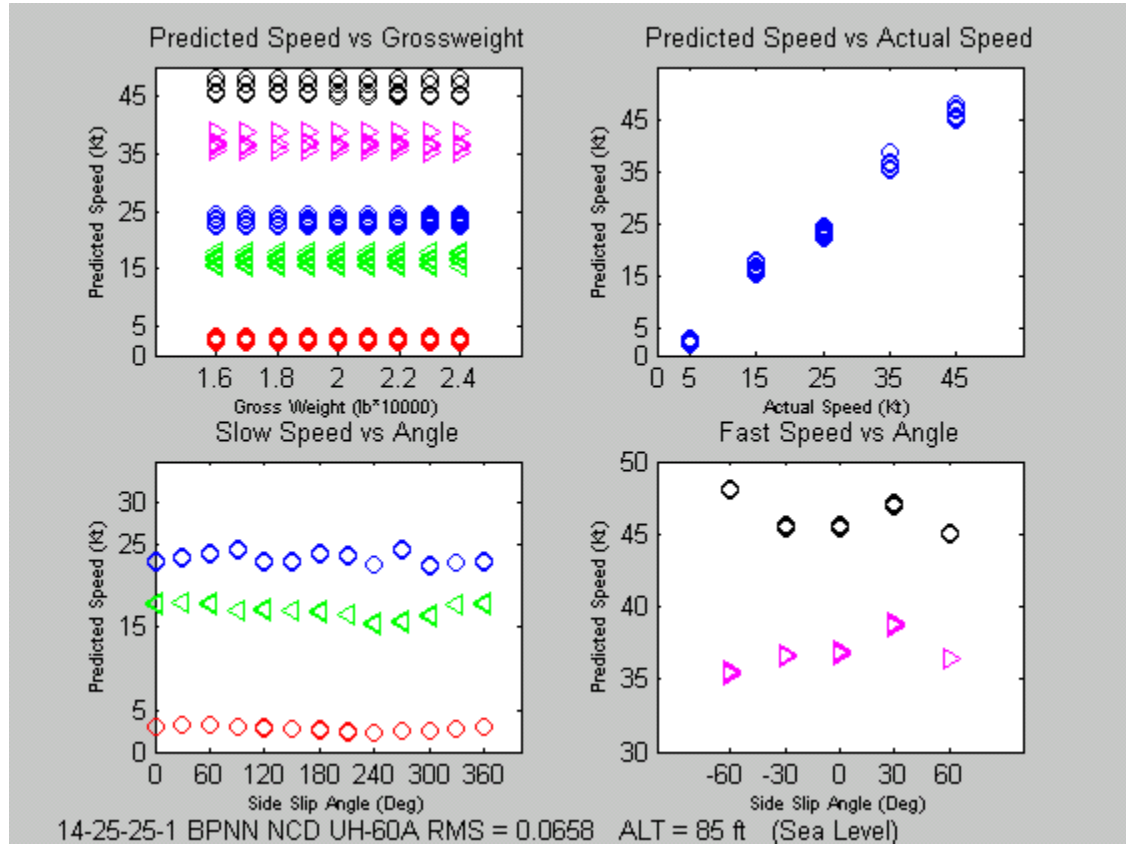 Predicted Speed vs Grossweight
Predicted Speed (Kt)
45
35
25
15
5
0
1.6 1.8 2 2.2 2.4
Gross Weight (lb*10000)
Predicted Speed vs Actual Speed
Predicted Speed (Kt)
45
35
25
15
5
0
0 5 15 25 35 45
Actual Speed (Kt)
Slow Speed vs Angle
Predicted Speed (Kt)
30
25
15
5
0
0 60 120 180 240 300 360
Side Slip Angle (Deg)
Fast Speed vs Angle
Predicted Speed (Kt)
50
45
40
35
30
-60 -30 0 30 60
Side Slip Angle (Deg)
14-25-25-1 BPNN NCD UH-60A RMS = 0.0658 ALT = 85 ft (Sea Level)